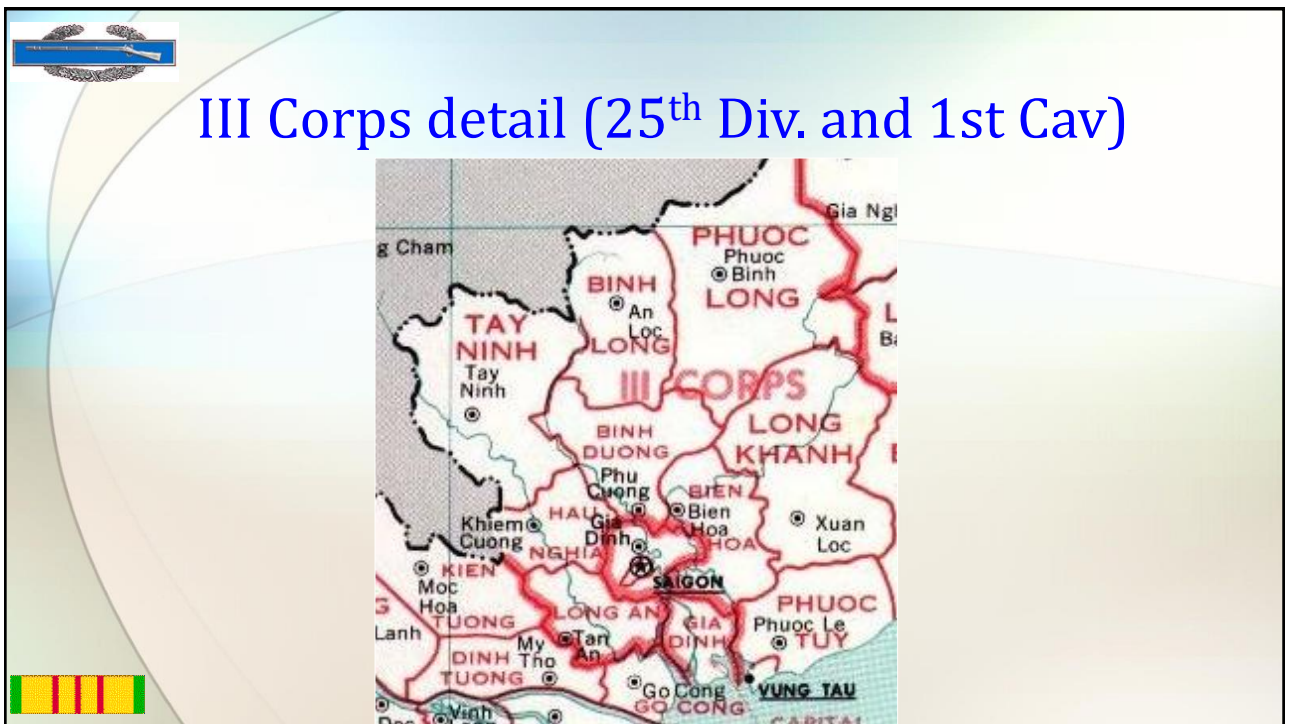 III Corps detail (25th Div. and 1st Cav)
Gia Ngh
g Cham
PHUOC
Phuoc
Binh
LONG
BINH
An
Loc
LONG
TAY
NINH
Tay
Ninh
III CORPS
LONG
KHANH
BINH
DUONG
Phu
Cuong
BIEN
Bien
Hoa
HOA
Xuan
Loc
Khiem
Cuong
HAU
NGHIA
Gia
Dinh
SAIGON
KIEN
Moc
Hoa
TUONG
LONG AN
Tan
An
GIA
DINH
PHUOC
Phuoc Le
TUY
Lanh
My
Tho
DINH
TUONG
Go Cong
GO CONG
VUNG TAU
Vinh
CAPITAL